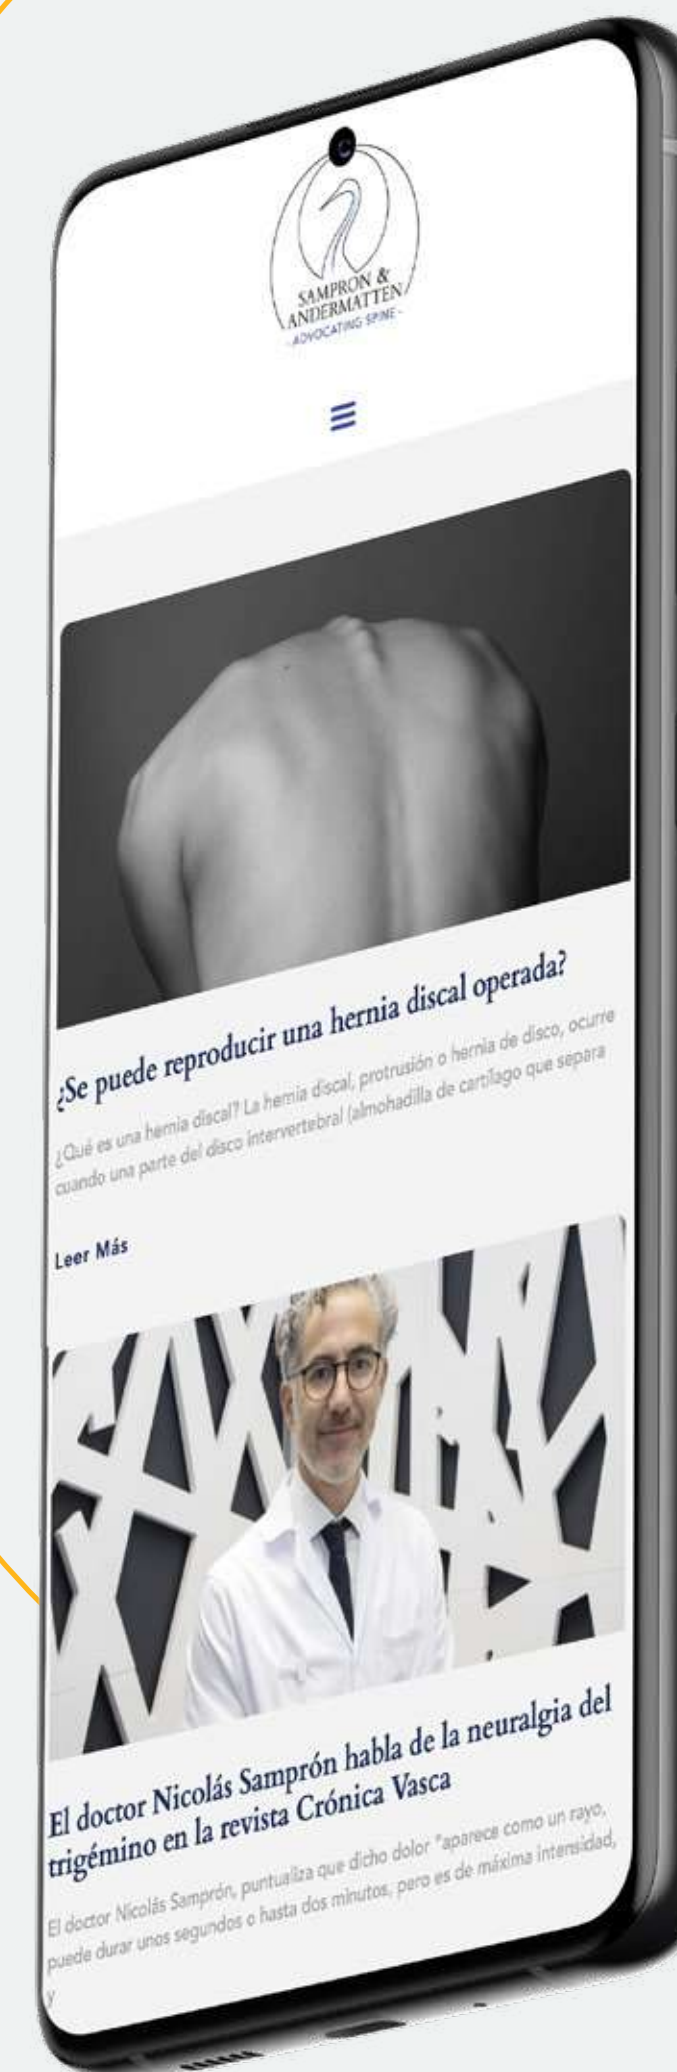 SAMPRON &
ANDERMATTEN
- ADVOCATING SPINE -
¿Se puede reproducir una hernia discal operada?
¿Qué es una hernia discal? La hernia discal, protrusión o hernia de disco, ocurre
cuando una parte del disco intervertebral (almohadilla de cartílago que separa
Leer Más
El doctor Nicolás Samprón habla de la neuralgia del
trigémino en la revista Crónica Vasca
El doctor Nicolás Samprón, puntualiza que dicho dolor "aparece como un rayo,
puede durar unos segundos o hasta dos minutos, pero es de máxima intensidad,
y